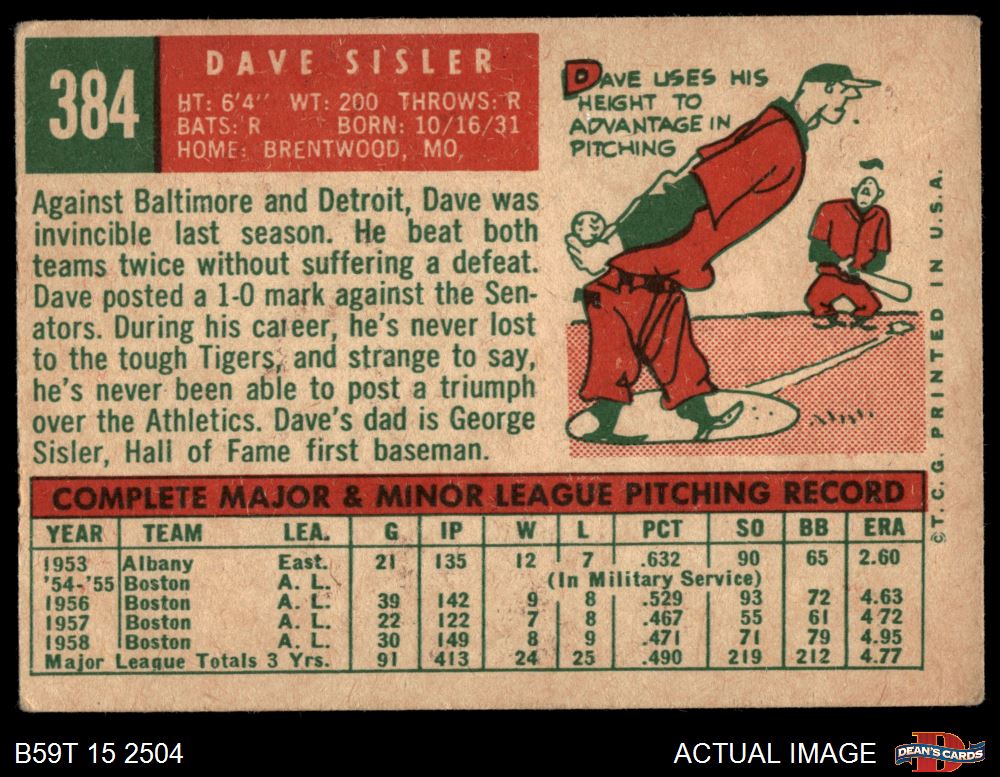 384
DAVE SISLER
HT: 6'4" WT: 200 THROWS: R
BATS: R BORN: 10/16/31
HOME: BRENTWOOD, MO.
DAVE USES HIS
HEIGHT TO
ADVANTAGE IN
PITCHING
Against Baltimore and Detroit, Dave was
invincible last season. He beat both
teams twice without suffering a defeat.
Dave posted a 1-0 mark against the Sen-
ators. During his career, he's never lost
to the tough Tigers, and strange to say,
he's never been able to post a triumph
over the Athletics. Dave's dad is George
Sisler, Hall of Fame first baseman.
©T. C. G. PRINTED IN U.S.A.
COMPLETE MAJOR & MINOR LEAGUE PITCHING RECORD
YEAR TEAM LEA. G IP W L PCT SO BB ERA
1953 Albany East. 21 135 12 7 .632 90 65 2.60
'54-'55 Boston A. L. (In Military Service)
1956 Boston A. L. 39 142 9 8 .529 93 72 4.63
1957 Boston A. L. 22 122 7 8 .467 55 61 4.72
1958 Boston A. L. 30 149 8 9 .471 71 79 4.95
Major League Totals 3 Yrs. 91 413 24 25 .490 219 212 4.77
B59T 15 2504
ACTUAL IMAGE
DEAN'S CARDS